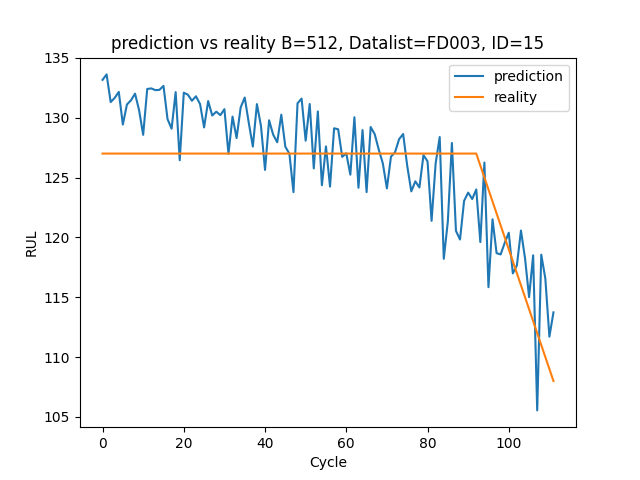 prediction vs reality B=512, Datalist=FD003, ID=15
prediction
reality
135
130
125
120
115
110
105
RUL
0 20 40 60 80 100
Cycle